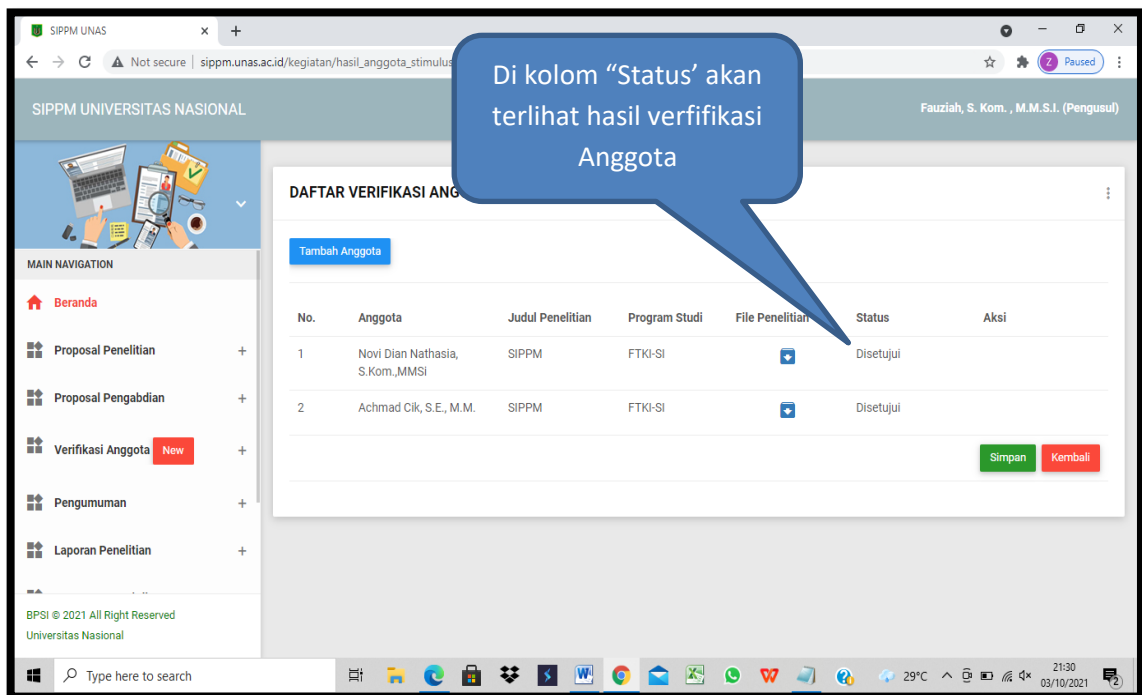 SIPPM UNAS
Not secure | sippm.unas.ac.id/kegiatan/hasil_anggota_stimulus
Paused
Di kolom “Status’ akan
terlihat hasil verfifikasi
Anggota
SIPPM UNIVERSITAS NASIONAL
Fauziah, S. Kom. , M.M.S.I. (Pengusul)
DAFTAR VERIFIKASI ANG
Tambah Anggota
MAIN NAVIGATION
Beranda
Proposal Penelitian +
Proposal Pengabdian +
Verifikasi Anggota New +
Pengumuman +
Laporan Penelitian +
BPSI © 2021 All Right Reserved
Universitas Nasional
No. Anggota Judul Penelitian Program Studi File Penelitian Status Aksi
1 Novi Dian Nathasia, SIPPM FTKI-SI Disetujui
S.Kom.,MMSi
2 Achmad Cik, S.E., M.M. SIPPM FTKI-SI Disetujui
Simpan Kembali
Type here to search
29°C
21:30
03/10/2021